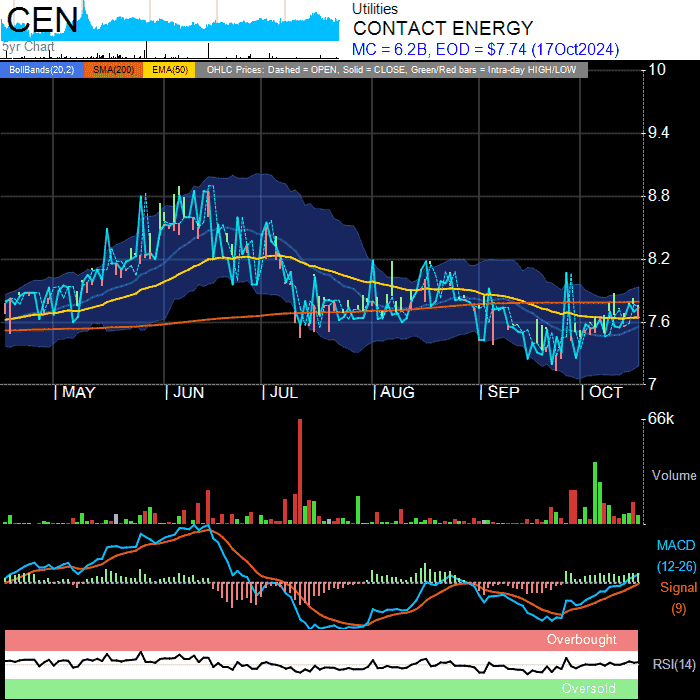 CEN
5yr Chart
Utilities
CONTACT ENERGY
MC = 6.2B, EOD = $7.74 (17Oct2024)
BollBands(20,2) SMA(200) EMA(50) OHLC Prices: Dashed = OPEN, Solid = CLOSE, Green/Red bars = Intra-day HIGH/LOW
10
9.4
8.8
8.2
7.6
7
| MAY | JUN | JUL | AUG | SEP | OCT
66k
Volume
MACD
(12-26)
Signal
(9)
Overbought
RSI(14)
Oversold